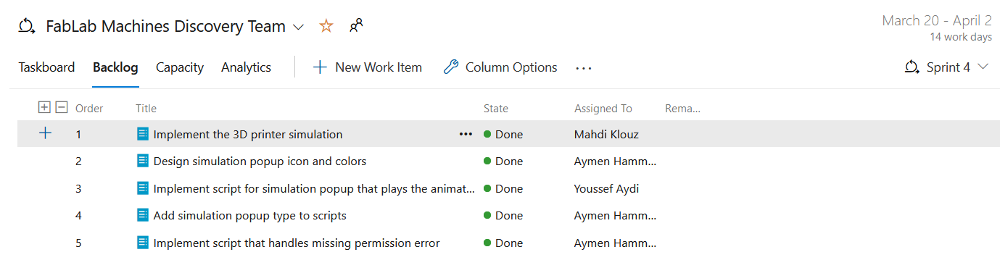 FabLab Machines Discovery Team
March 20 - April 2
14 work days
Taskboard Backlog Capacity Analytics New Work Item Column Options ... Sprint 4
Order Title State Assigned To Rema...
1 Implement the 3D printer simulation ... Done Mahdi Klouz
2 Design simulation popup icon and colors Done Aymen Hamm...
3 Implement script for simulation popup that plays the animat... Done Youssef Aydi
4 Add simulation popup type to scripts Done Aymen Hamm...
5 Implement script that handles missing permission error Done Aymen Hamm...